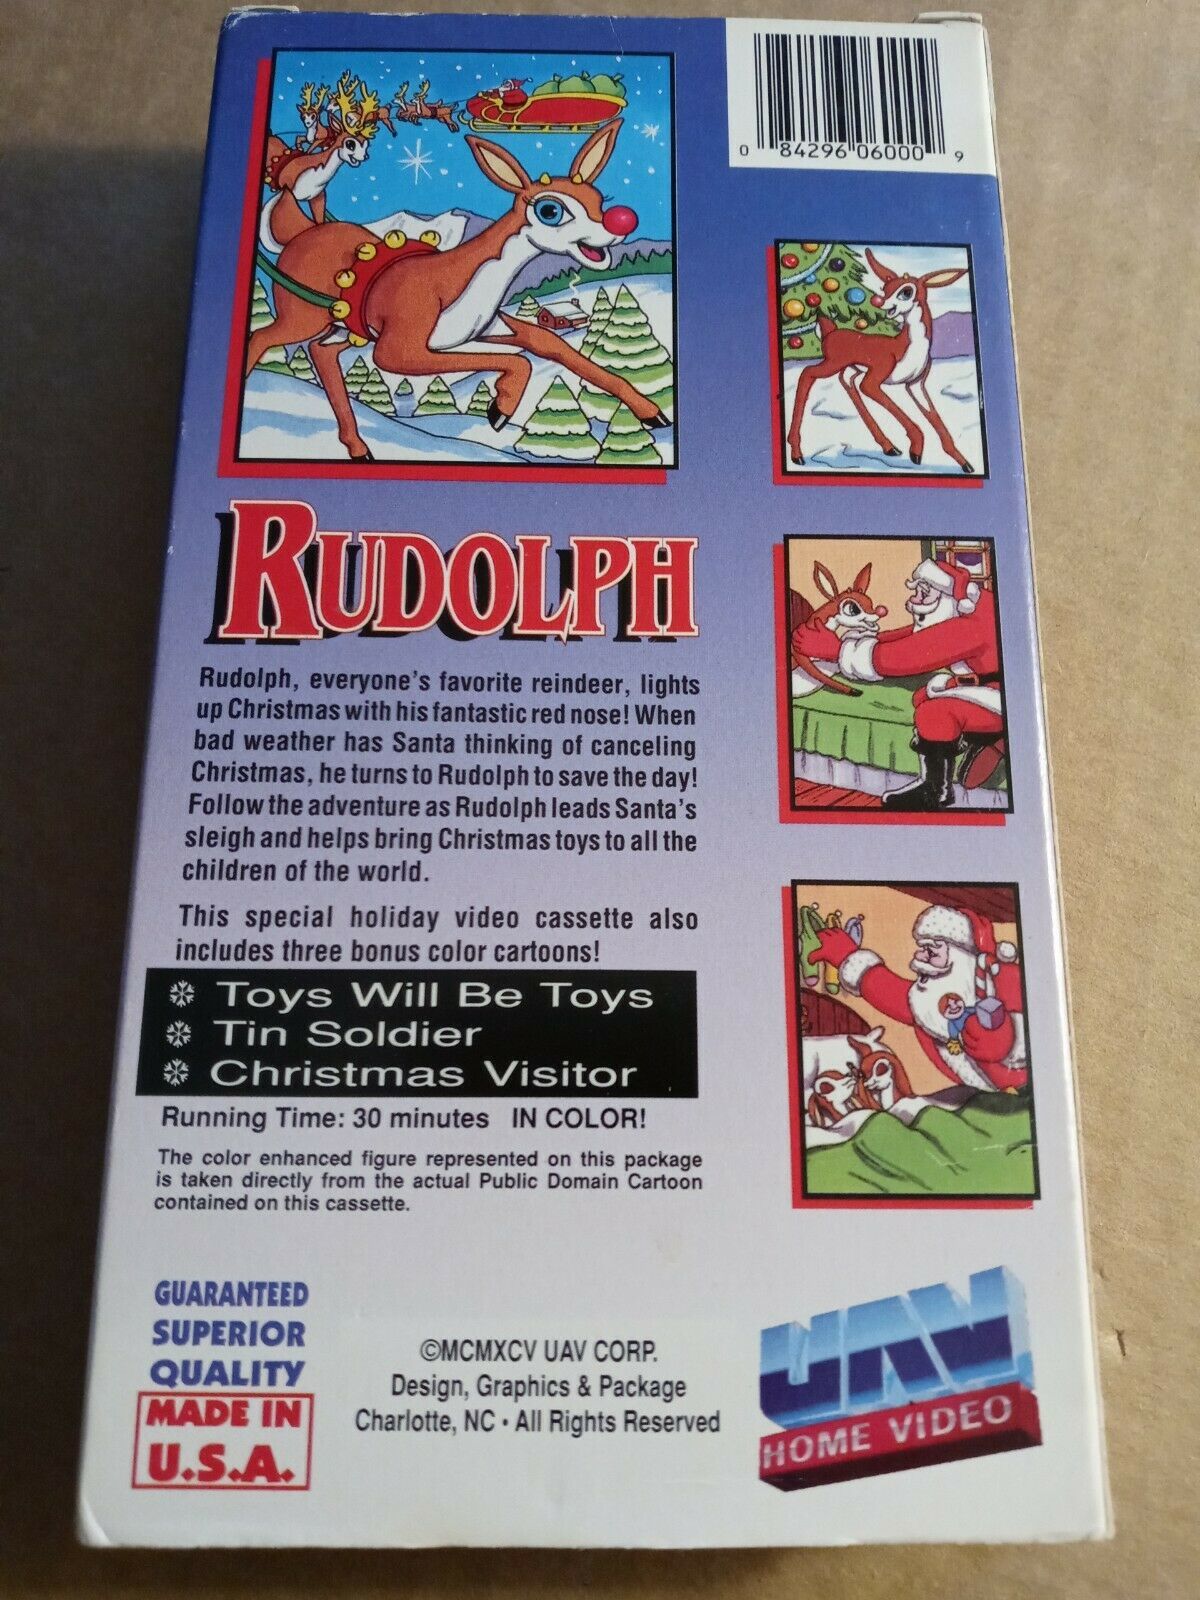 0 84296 06000 9
RUDOLPH
Rudolph, everyone's favorite reindeer, lights
up Christmas with his fantastic red nose! When
bad weather has Santa thinking of canceling
Christmas, he turns to Rudolph to save the day!
Follow the adventure as Rudolph leads Santa's
sleigh and helps bring Christmas toys to all the
children of the world.
This special holiday video cassette also
includes three bonus color cartoons!
Toys Will Be Toys
Tin Soldier
Christmas Visitor
Running Time: 30 minutes IN COLOR!
The color enhanced figure represented on this package
is taken directly from the actual Public Domain Cartoon
contained on this cassette.
GUARANTEED
SUPERIOR
QUALITY
MADE IN
U.S.A.
©MCMXCV UAV CORP.
Design, Graphics & Package
Charlotte, NC • All Rights Reserved
UAV
HOME VIDEO